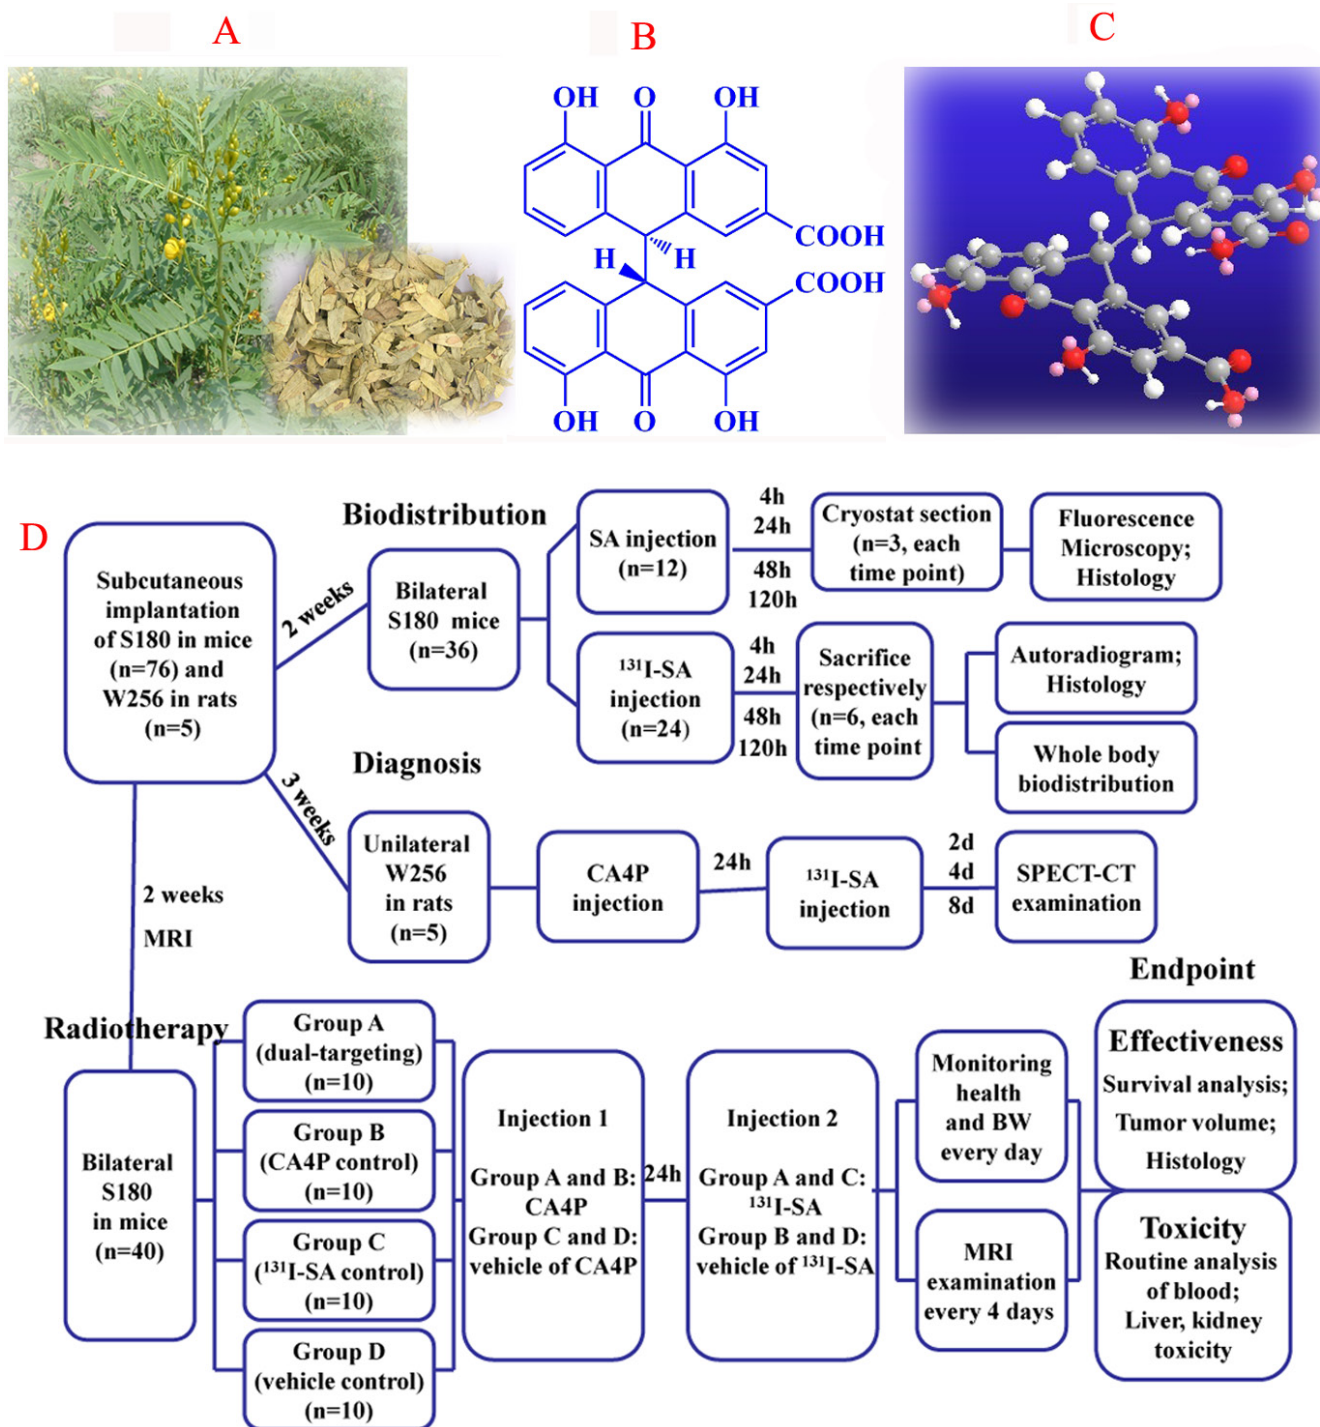 A
B
C
OH
O
OH
COOH
H
H
COOH
OH
O
OH
D
Subcutaneous
implantation
of S180 in mice
(n=76) and
W256 in rats
(n=5)
2 weeks
Biodistribution
Bilateral
S180 mice
(n=36)
SA injection
(n=12)
4h
24h
48h
120h
Cryostat section
(n=3, each
time point)
Fluorescence
Microscopy;
Histology
¹³¹I-SA
injection
(n=24)
4h
24h
48h
120h
Sacrifice
respectively
(n=6, each
time point
Autoradiogram;
Histology
Whole body
biodistribution
3 weeks
Diagnosis
Unilateral
W256
in rats
(n=5)
CA4P
injection
24h
¹³¹I-SA
injection
2d
4d
8d
SPECT-CT
examination
2 weeks
MRI
Radiotherapy
Bilateral
S180
in mice
(n=40)
Group A
(dual-targeting)
(n=10)
Group B
(CA4P control)
(n=10)
Group C
(¹³¹I-SA control)
(n=10)
Group D
(vehicle control)
(n=10)
Injection 1
Group A and B:
CA4P
Group C and D:
vehicle of CA4P
24h
Injection 2
Group A and C:
¹³¹I-SA
Group B and D:
vehicle of ¹³¹I-SA
Monitoring
health
and BW
every day
MRI
examination
every 4 days
Endpoint
Effectiveness
Survival analysis;
Tumor volume;
Histology
Toxicity
Routine analysis
of blood;
Liver, kidney
toxicity